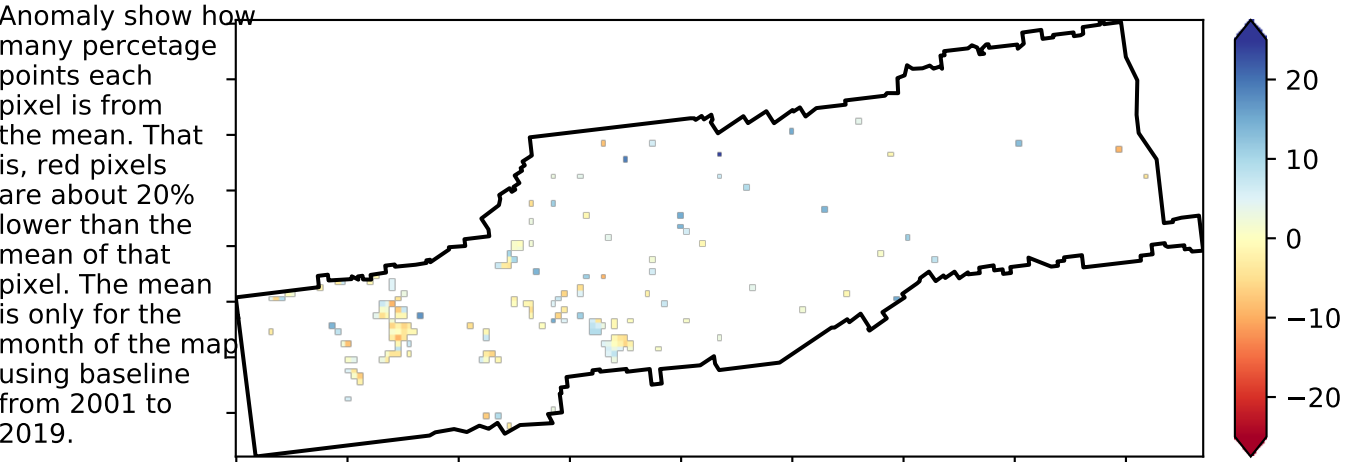 Anomaly show how
many percetage
points each
pixel is from
the mean. That
is, red pixels
are about 20%
lower than the
mean of that
pixel. The mean
is only for the
month of the map
using baseline
from 2001 to
2019.
20
10
0
−10
−20